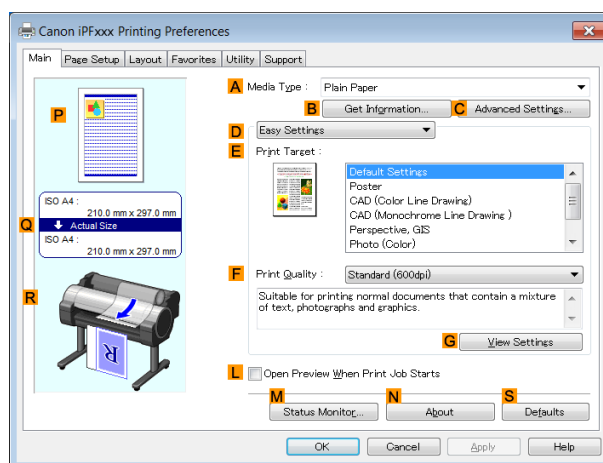 Canon iPFxxx Printing Preferences
Main Page Setup Layout Favorites Utility Support
A Media Type : Plain Paper
B Get Information... C Advanced Settings...
D Easy Settings
E Print Target :
Default Settings
Poster
CAD (Color Line Drawing)
CAD (Monochrome Line Drawing )
Perspective, GIS
Photo (Color)
F Print Quality : Standard (600dpi)
Suitable for printing normal documents that contain a mixture
of text, photographs and graphics.
G View Settings
L Open Preview When Print Job Starts
M Status Monitor... N About S Defaults
OK Cancel Apply Help
P
Q
ISO A4 :
210.0 mm x 297.0 mm
Actual Size
ISO A4 :
210.0 mm x 297.0 mm
R
R